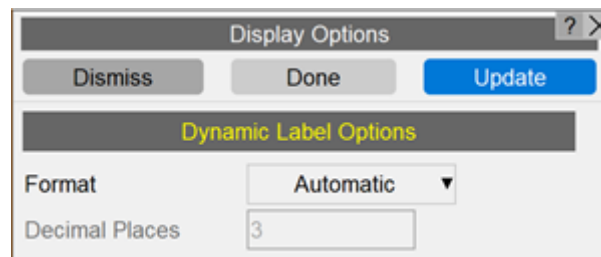 Display Options
? X
Dismiss Done Update
Dynamic Label Options
Format Automatic ▼
Decimal Places 3